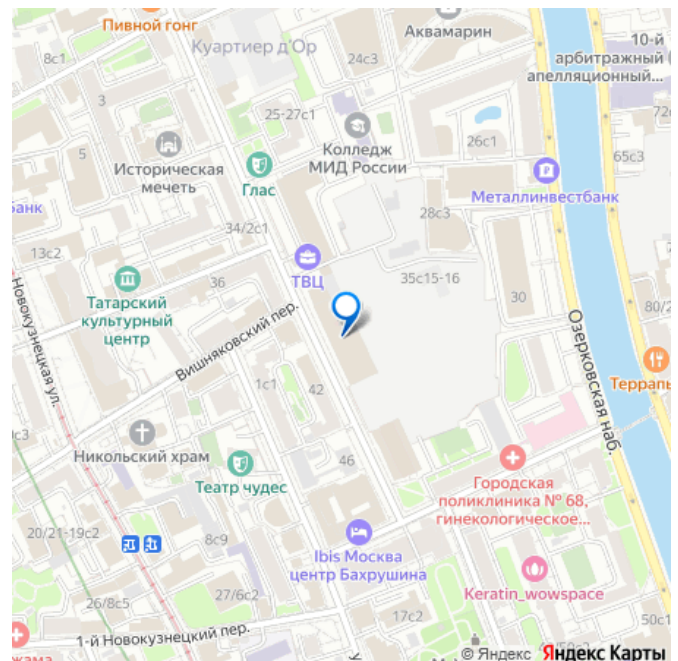 Пивной гонг
Аквамарин
10-й
арбитражный
апелляционный...
Куартиер д'Ор
8с1
24с3
3
25-27с1
72
5
Историческая
мечеть
Глас
Колледж
МИД России
26с1
65с3
Металлинвестбанк
банк
34/2с1
28с3
13с2
ТВЦ
35с15-16
Татарский
культурный
центр
36
30
80/2
Новокузнецкая ул.
Вишняковский пер.
Озерковская наб.
1с1
42
Террапь
с3
Никольский храм
46
Театр чудес
Городская
поликлиника № 68,
гинекологическое...
20/21-19с2
8с9
Ibis Москва
центр Бахрушина
27/6с2
26/8с5
Keratin_wowspace
17с2
50с1
1-й Новокузнецкий пер.
жама
© Яндекс Яндекс Карты